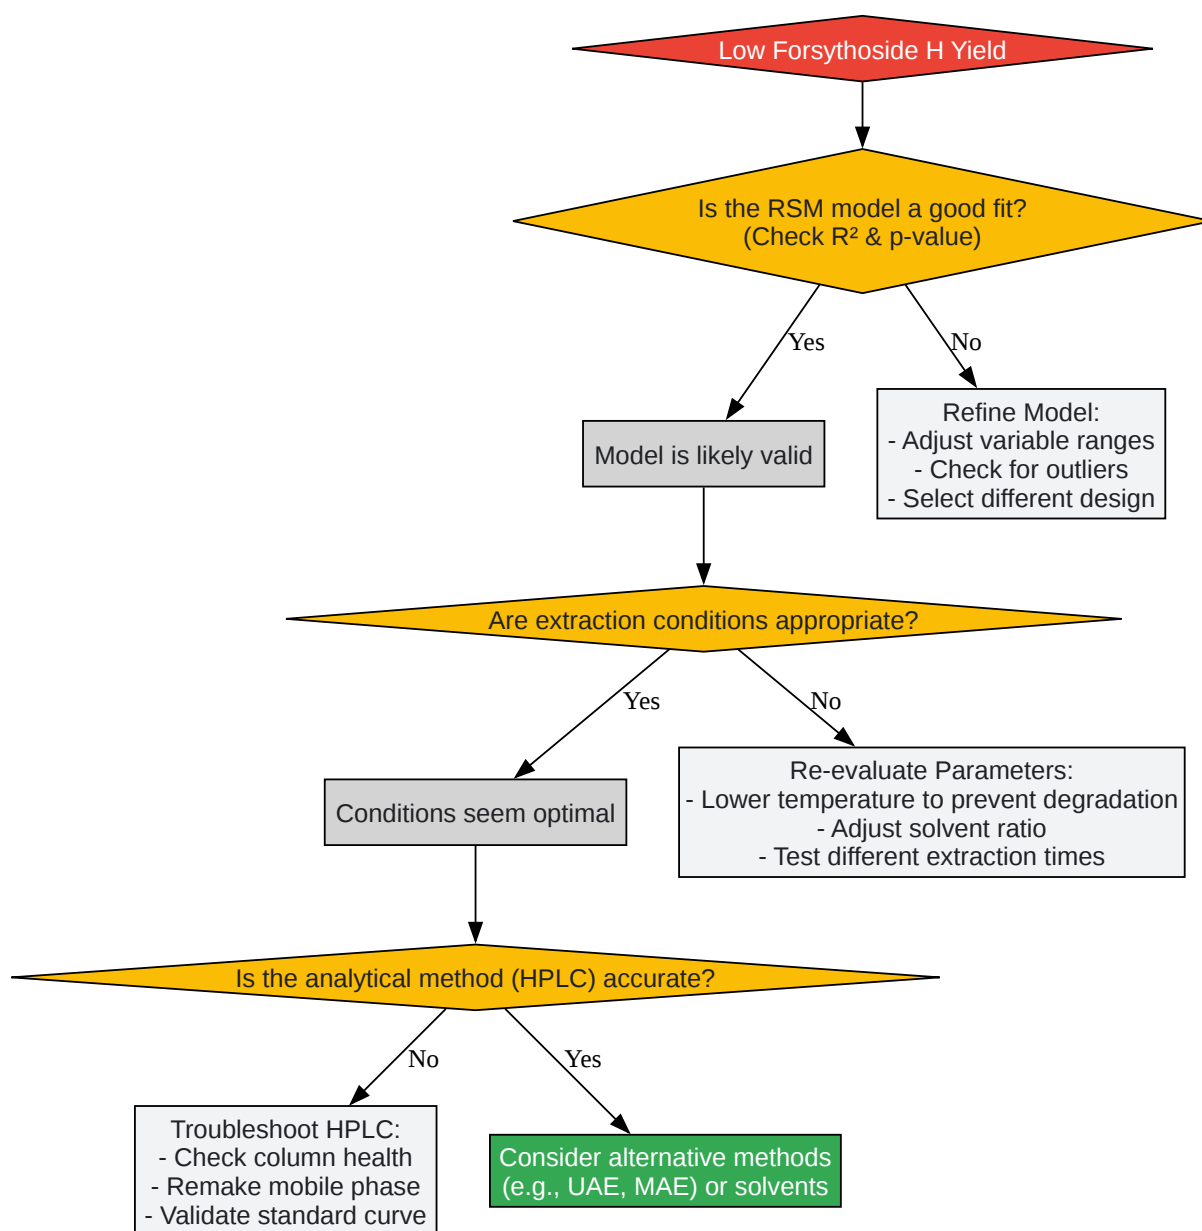 Low Forsythoside H Yield
Is the RSM model a good fit?
(Check R² & p-value)
Yes
No
Model is likely valid
Refine Model:
- Adjust variable ranges
- Check for outliers
- Select different design
Are extraction conditions appropriate?
Yes
No
Conditions seem optimal
Re-evaluate Parameters:
- Lower temperature to prevent degradation
- Adjust solvent ratio
- Test different extraction times
Is the analytical method (HPLC) accurate?
No
Yes
Troubleshoot HPLC:
- Check column health
- Remake mobile phase
- Validate standard curve
Consider alternative methods
(e.g., UAE, MAE) or solvents